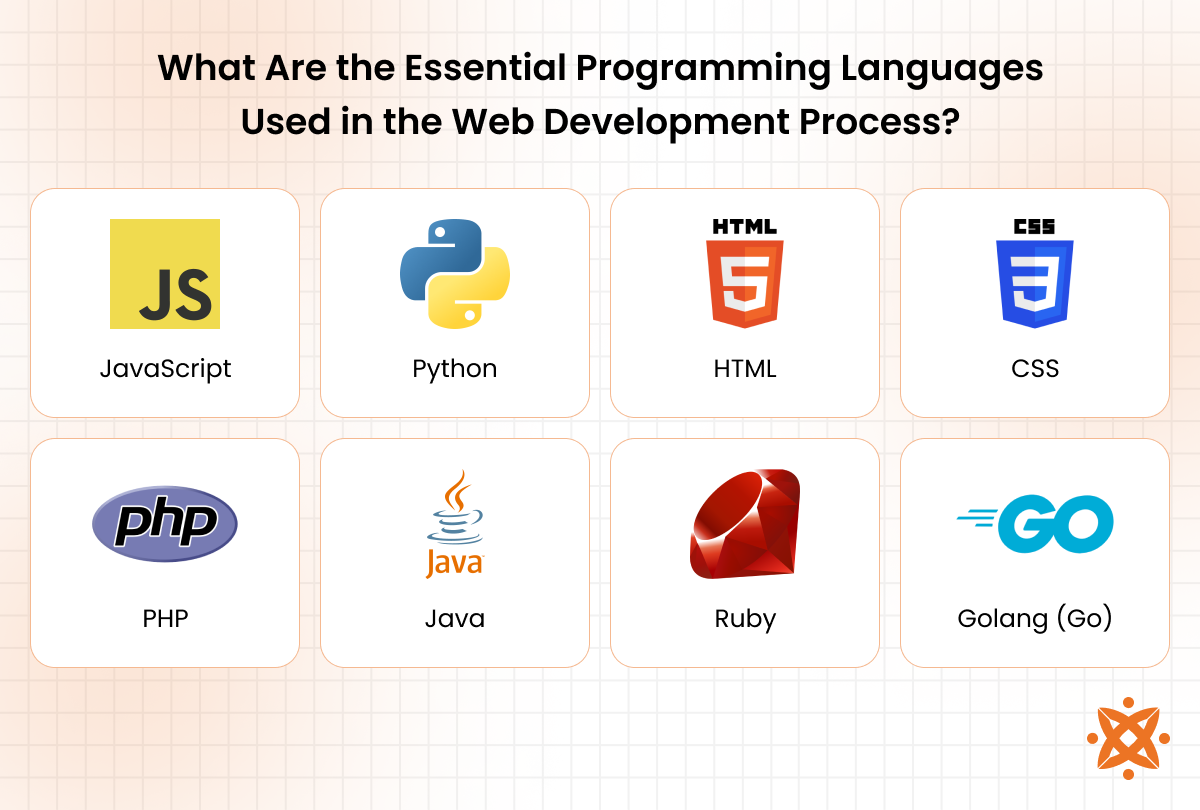 What Are the Essential Programming Languages
Used in the Web Development Process?
JS
JavaScript
Python
HTML
5
HTML
CSS
3
CSS
php
PHP
Java
Java
Ruby
GO
Golang (Go)